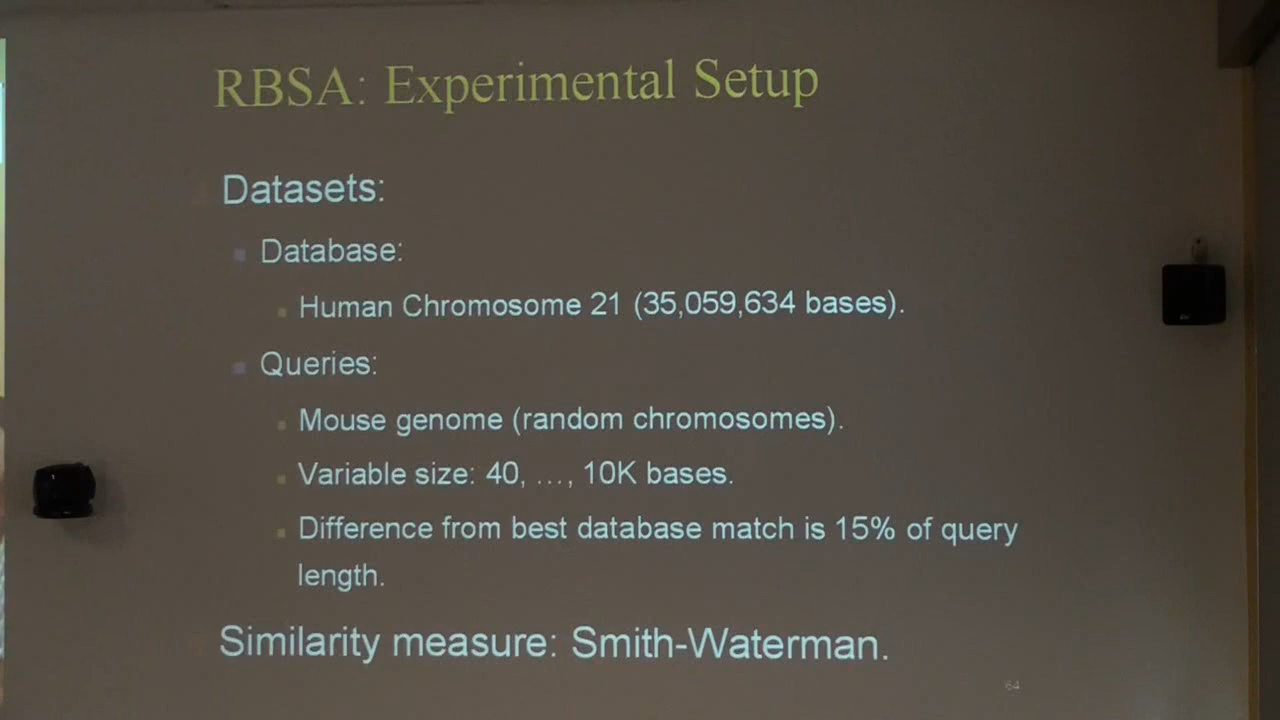 RBSA: Experimental Setup
Datasets:
Database:
Human Chromosome 21 (35,059,634 bases).
Queries:
Mouse genome (random chromosomes).
Variable size: 40, …, 10K bases.
Difference from best database match is 15% of query
length.
Similarity measure: Smith-Waterman.
64